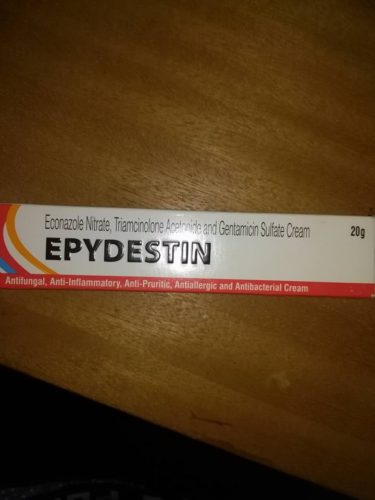 Econazole Nitrate, Triamcinolone Acetonide and Gentamicin Sulfate Cream
20g
EPYDESTIN
Antifungal, Anti-Inflammatory, Anti-Pruritic, Antiallergic and Antibacterial Cream